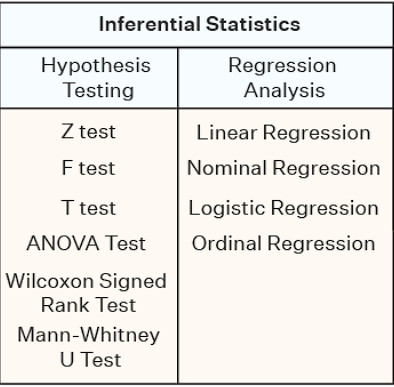 Inferential Statistics
Hypothesis
Testing
Regression
Analysis
Z test
F test
T test
ANOVA Test
Wilcoxon Signed
Rank Test
Mann-Whitney
U Test
Linear Regression
Nominal Regression
Logistic Regression
Ordinal Regression